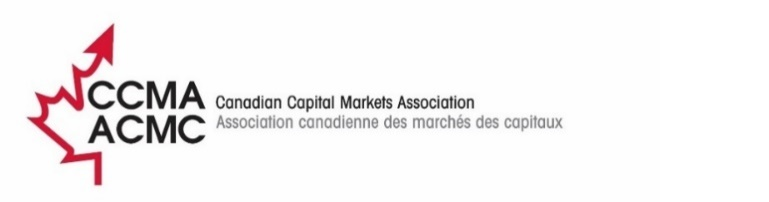 CCMA
ACMC
Canadian Capital Markets Association
Association canadienne des marchés des capitaux